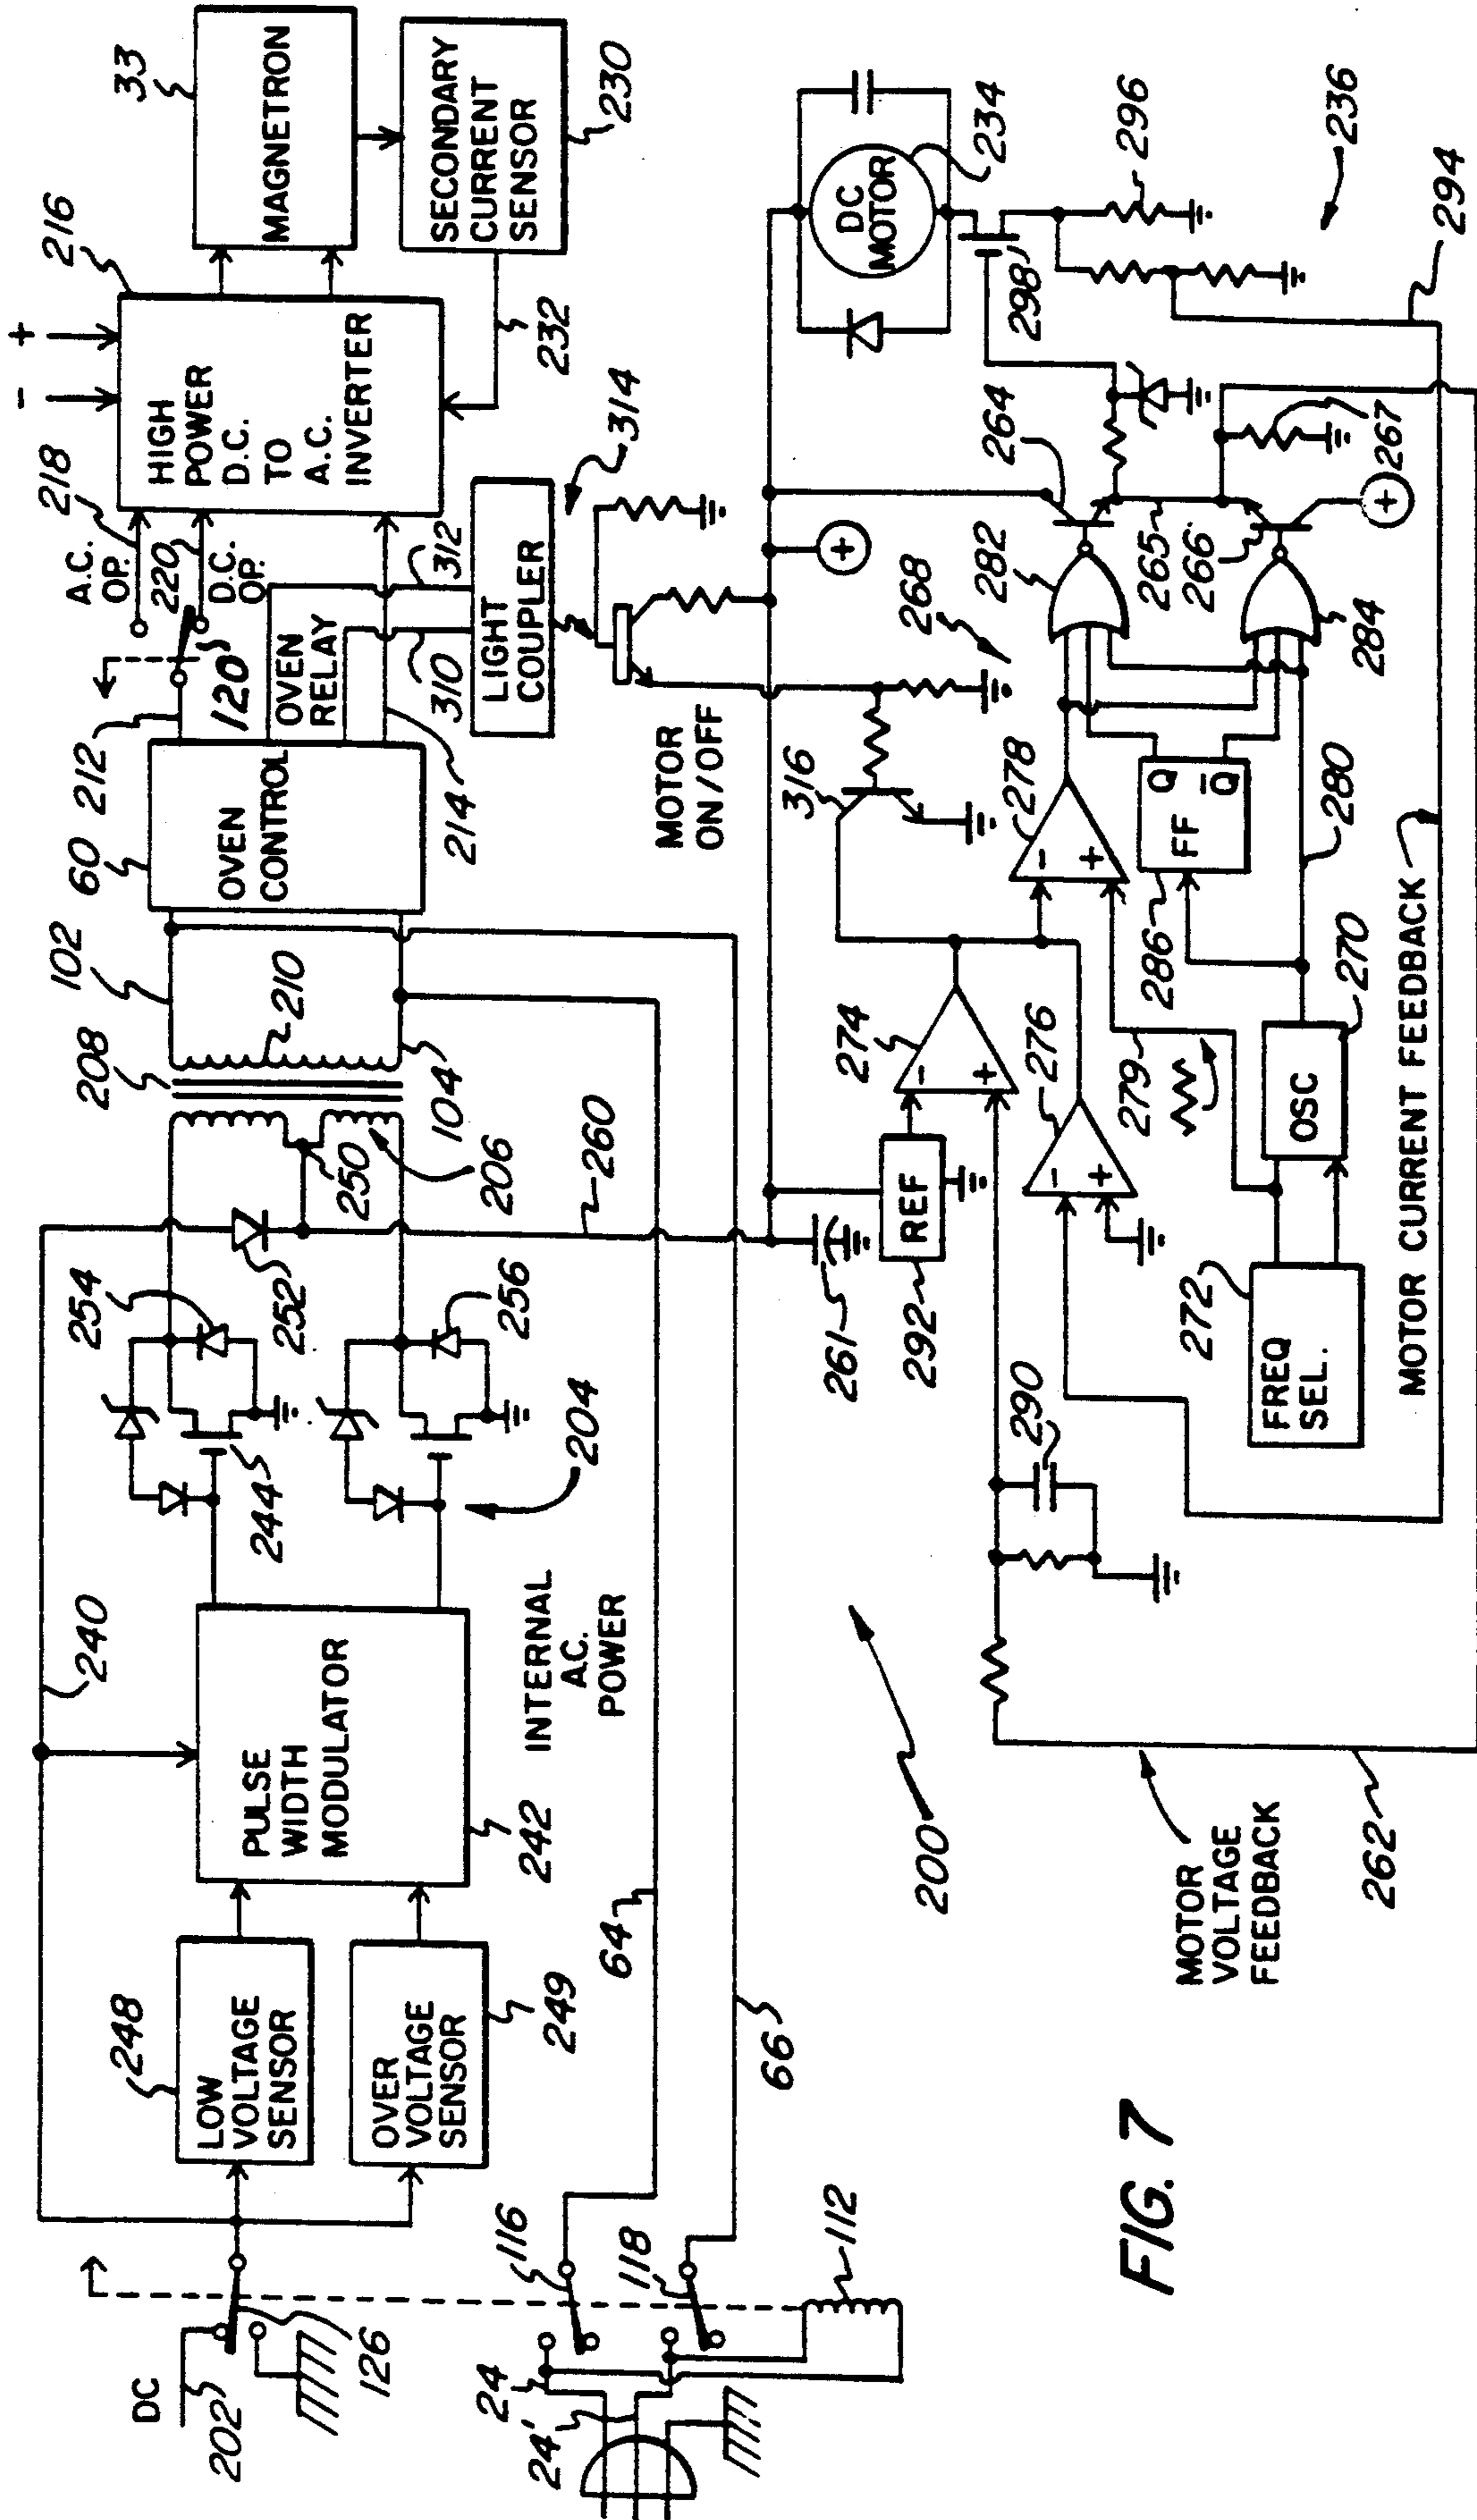 DC
202
126
24
24'
116
118
112
248
LOW
VOLTAGE
SENSOR
OVER
VOLTAGE
SENSOR
249
240
PULSE
WIDTH
MODULATOR
242
INTERNAL
A.C.
POWER
64
66
254
244
252
256
204
208
250
206
210
102
104
260
60
OVEN
CONTROL
212
214
120'
OVEN
RELAY
A.C.
OP.
218
220
D.C.
OP.
216
- +
HIGH
POWER
D.C.
TO
A.C.
INVERTER
33
MAGNETRON
SECONDARY
CURRENT
SENSOR
230
232
310
312
LIGHT
COUPLER
314
MOTOR
ON/OFF
DC
MOTOR
234
236
296
298
294
264
282
265
266
267
284
+
+
268
316
278
-
+
FF
Q
Q̅
286
280
270
OSC
274
-
+
276
-
+
279
261
REF
292
290
272
FREQ
SEL.
MOTOR CURRENT FEEDBACK
200
MOTOR
VOLTAGE
FEEDBACK
262
FIG. 7